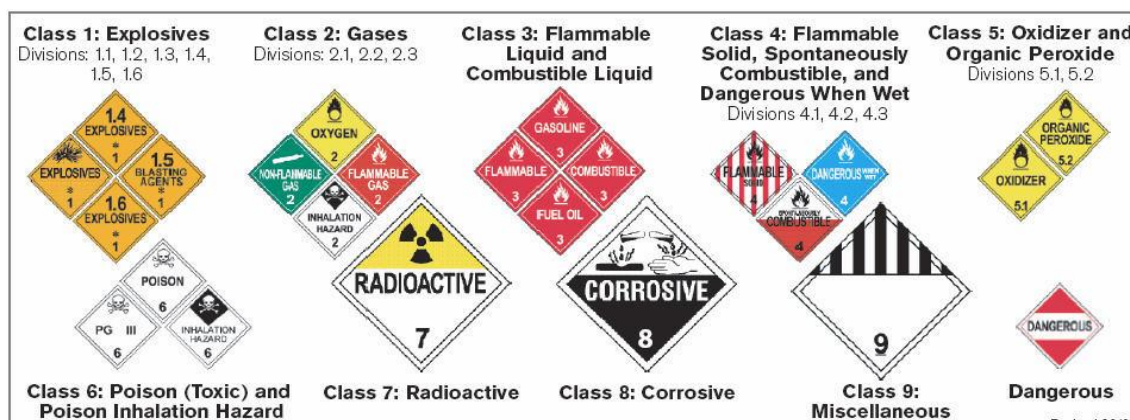 Class 1: Explosives
Divisions: 1.1, 1.2, 1.3, 1.4,
1.5, 1.6
1.4
EXPLOSIVES
*
1
EXPLOSIVES
*
1
1.5
BLASTING
AGENTS
*
1
1.6
EXPLOSIVES
*
1
Class 2: Gases
Divisions: 2.1, 2.2, 2.3
OXYGEN
2
NON-FLAMMABLE
GAS
2
FLAMMABLE
GAS
2
INHALATION
HAZARD
2
Class 3: Flammable
Liquid and
Combustible Liquid
GASOLINE
3
FLAMMABLE
3
COMBUSTIBLE
3
FUEL OIL
3
Class 4: Flammable
Solid, Spontaneously
Combustible, and
Dangerous When Wet
Divisions 4.1, 4.2, 4.3
FLAMMABLE
SOLID
4
DANGEROUS WHEN
WET
4
SPONTANEOUSLY
COMBUSTIBLE
4
Class 5: Oxidizer and
Organic Peroxide
Divisions 5.1, 5.2
ORGANIC
PEROXIDE
5.2
OXIDIZER
5.1
POISON
6
PG III
6
INHALATION
HAZARD
6
Class 6: Poison (Toxic) and
Poison Inhalation Hazard
RADIOACTIVE
7
Class 7: Radioactive
CORROSIVE
8
Class 8: Corrosive
9
Class 9:
Miscellaneous
DANGEROUS
Dangerous